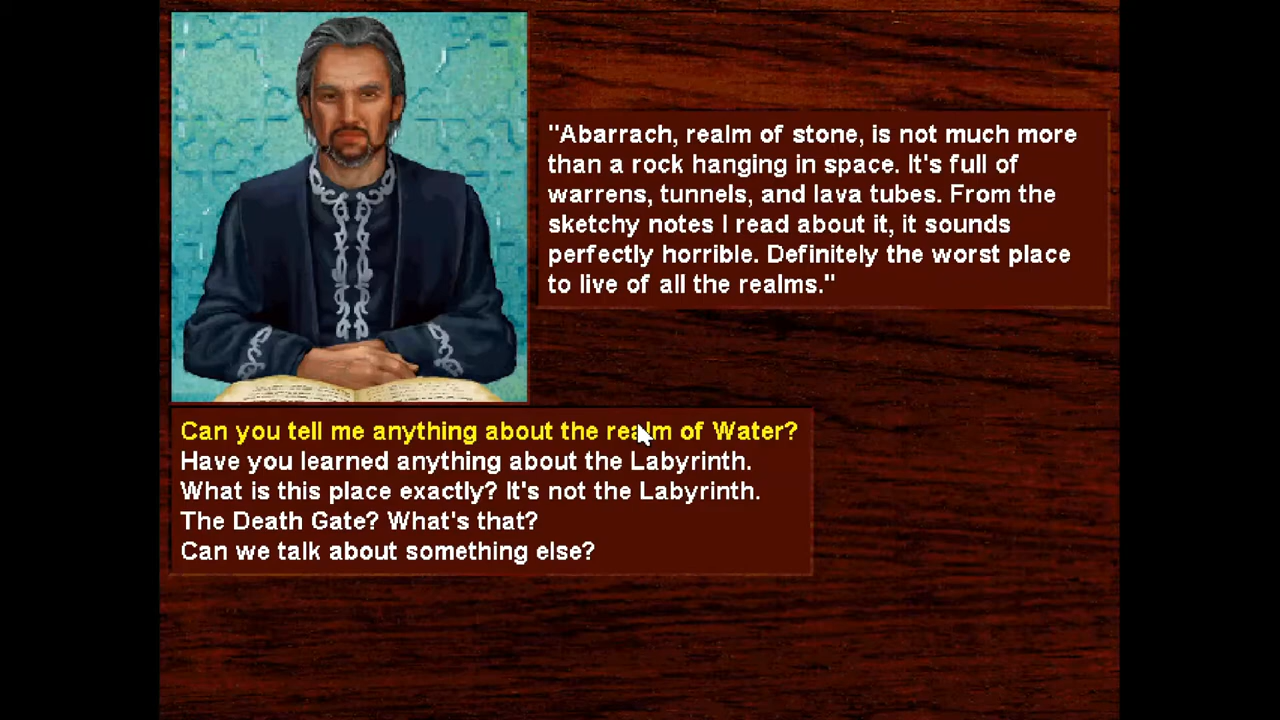 "Abarrach, realm of stone, is not much more
than a rock hanging in space. It's full of
warrens, tunnels, and lava tubes. From the
sketchy notes I read about it, it sounds
perfectly horrible. Definitely the worst place
to live of all the realms."
Can you tell me anything about the realm of Water?
Have you learned anything about the Labyrinth.
What is this place exactly? It's not the Labyrinth.
The Death Gate? What's that?
Can we talk about something else?